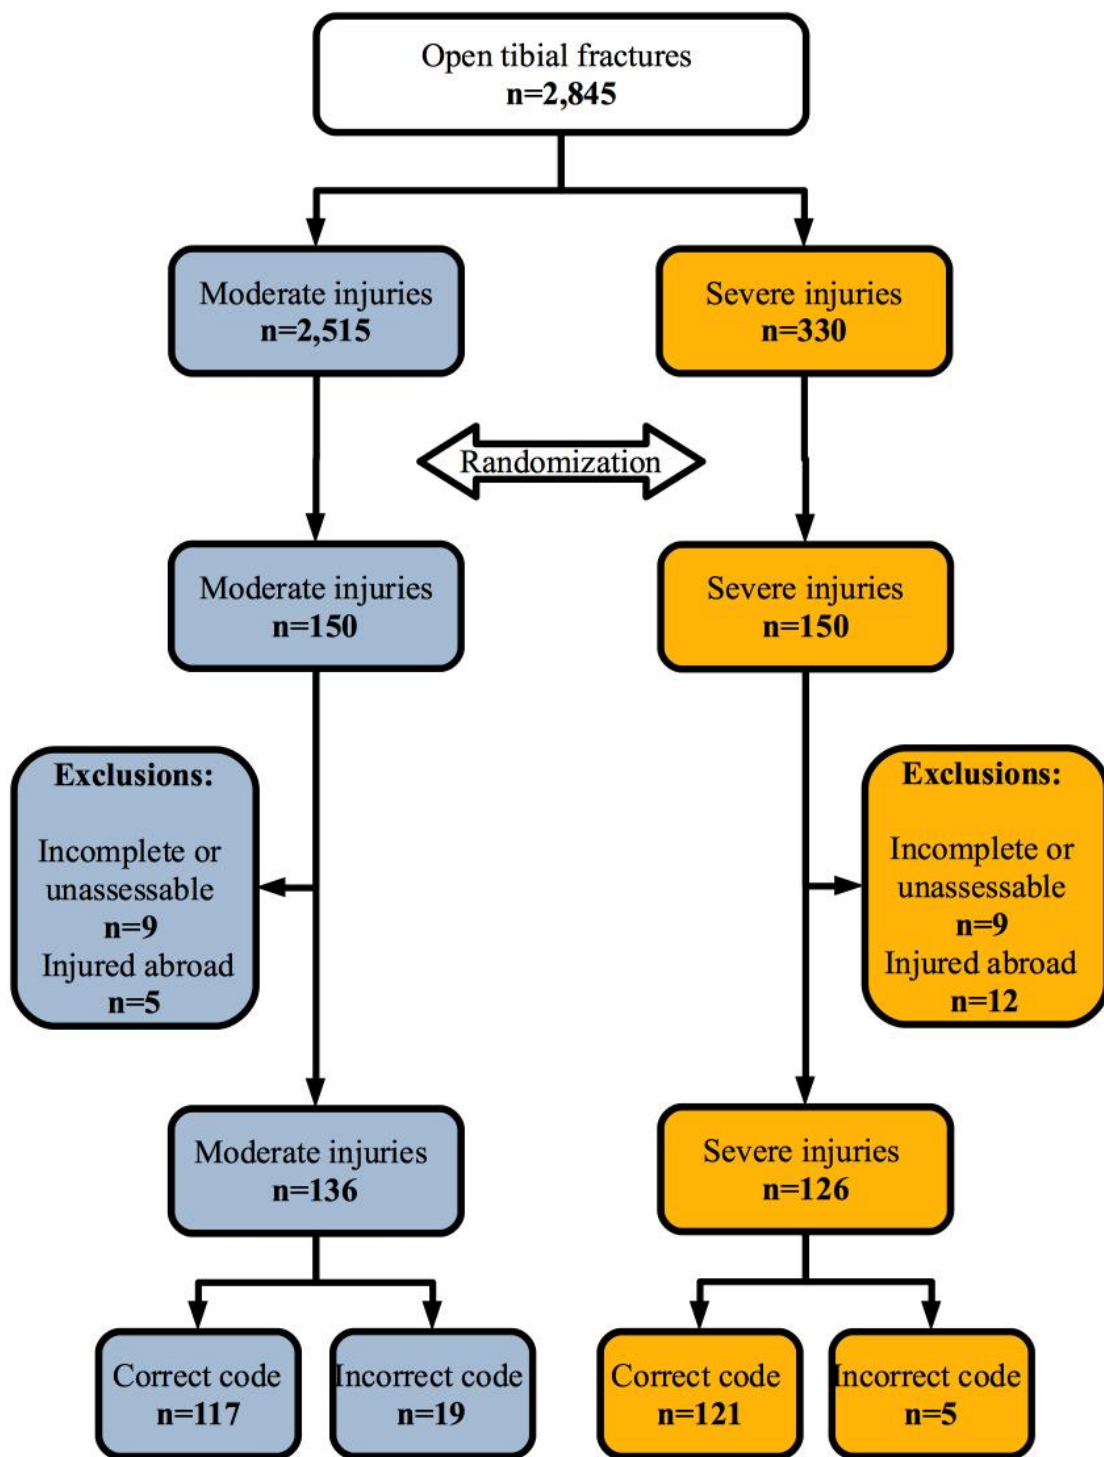 Open tibial fractures
n=2,845
Moderate injuries
n=2,515
Severe injuries
n=330
Randomization
Moderate injuries
n=150
Severe injuries
n=150
Exclusions:
Incomplete or
unassessable
n=9
Injured abroad
n=5
Exclusions:
Incomplete or
unassessable
n=9
Injured abroad
n=12
Moderate injuries
n=136
Severe injuries
n=126
Correct code
n=117
Incorrect code
n=19
Correct code
n=121
Incorrect code
n=5